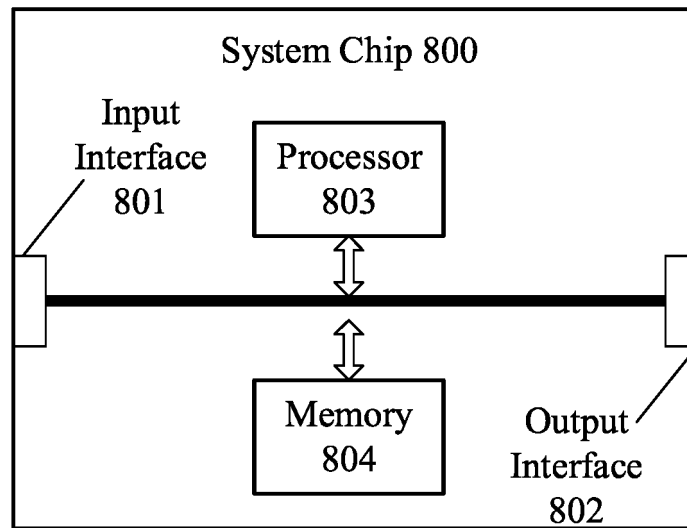 System Chip 800
Input
Interface
801
Processor
803
Memory
804
Output
Interface
802